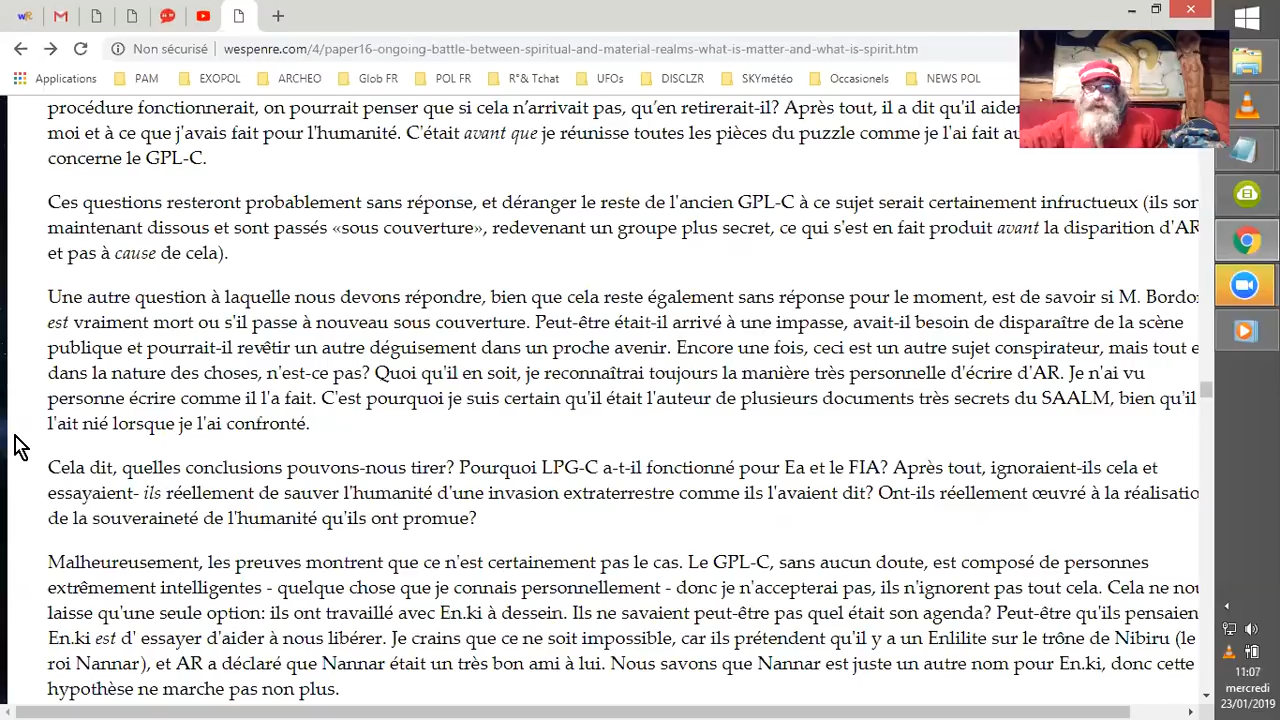 Non sécurisé
wespenre.com/4/paper16-ongoing-battle-between-spiritual-and-material-realms-what-is-matter-and-what-is-spirit.htm
Applications PAM EXOPOL ARCHEO Glob FR POL FR R°& Tchat UFOs DISCLZR SKYmétéo Occasionels NEWS POL
procédure fonctionnerait, on pourrait penser que si cela n'arrivait pas, qu'en retirerait-il? Après tout, il a dit qu'il aider
moi et à ce que j'avais fait pour l'humanité. C'était avant que je réunisse toutes les pièces du puzzle comme je l'ai fait au
concerne le GPL-C.
Ces questions resteront probablement sans réponse, et déranger le reste de l'ancien GPL-C à ce sujet serait certainement infructueux (ils son
maintenant dissous et sont passés «sous couverture», redevenant un groupe plus secret, ce qui s'est en fait produit avant la disparition d'AR
et pas à cause de cela).
Une autre question à laquelle nous devons répondre, bien que cela reste également sans réponse pour le moment, est de savoir si M. Bordon
est vraiment mort ou s'il passe à nouveau sous couverture. Peut-être était-il arrivé à une impasse, avait-il besoin de disparaître de la scène
publique et pourrait-il revêtir un autre déguisement dans un proche avenir. Encore une fois, ceci est un autre sujet conspirateur, mais tout e
dans la nature des choses, n'est-ce pas? Quoi qu'il en soit, je reconnaîtrai toujours la manière très personnelle d'écrire d'AR. Je n'ai vu
personne écrire comme il l'a fait. C'est pourquoi je suis certain qu'il était l'auteur de plusieurs documents très secrets du SAALM, bien qu'il
l'ait nié lorsque je l'ai confronté.
Cela dit, quelles conclusions pouvons-nous tirer? Pourquoi LPG-C a-t-il fonctionné pour Ea et le FIA? Après tout, ignoraient-ils cela et
essayaient- ils réellement de sauver l'humanité d'une invasion extraterrestre comme ils l'avaient dit? Ont-ils réellement œuvré à la réalisatio
de la souveraineté de l'humanité qu'ils ont promue?
Malheureusement, les preuves montrent que ce n'est certainement pas le cas. Le GPL-C, sans aucun doute, est composé de personnes
extrêmement intelligentes - quelque chose que je connais personnellement - donc je n'accepterai pas, ils n'ignorent pas tout cela. Cela ne nou
laisse qu'une seule option: ils ont travaillé avec En.ki à dessein. Ils ne savaient peut-être pas quel était son agenda? Peut-être qu'ils pensaien
En.ki est d' essayer d'aider à nous libérer. Je crains que ce ne soit impossible, car ils prétendent qu'il y a un Enlilite sur le trône de Nibiru (le
roi Nannar), et AR a déclaré que Nannar était un très bon ami à lui. Nous savons que Nannar est juste un autre nom pour En.ki, donc cette
hypothèse ne marche pas non plus.
11:07
mercredi
23/01/2019